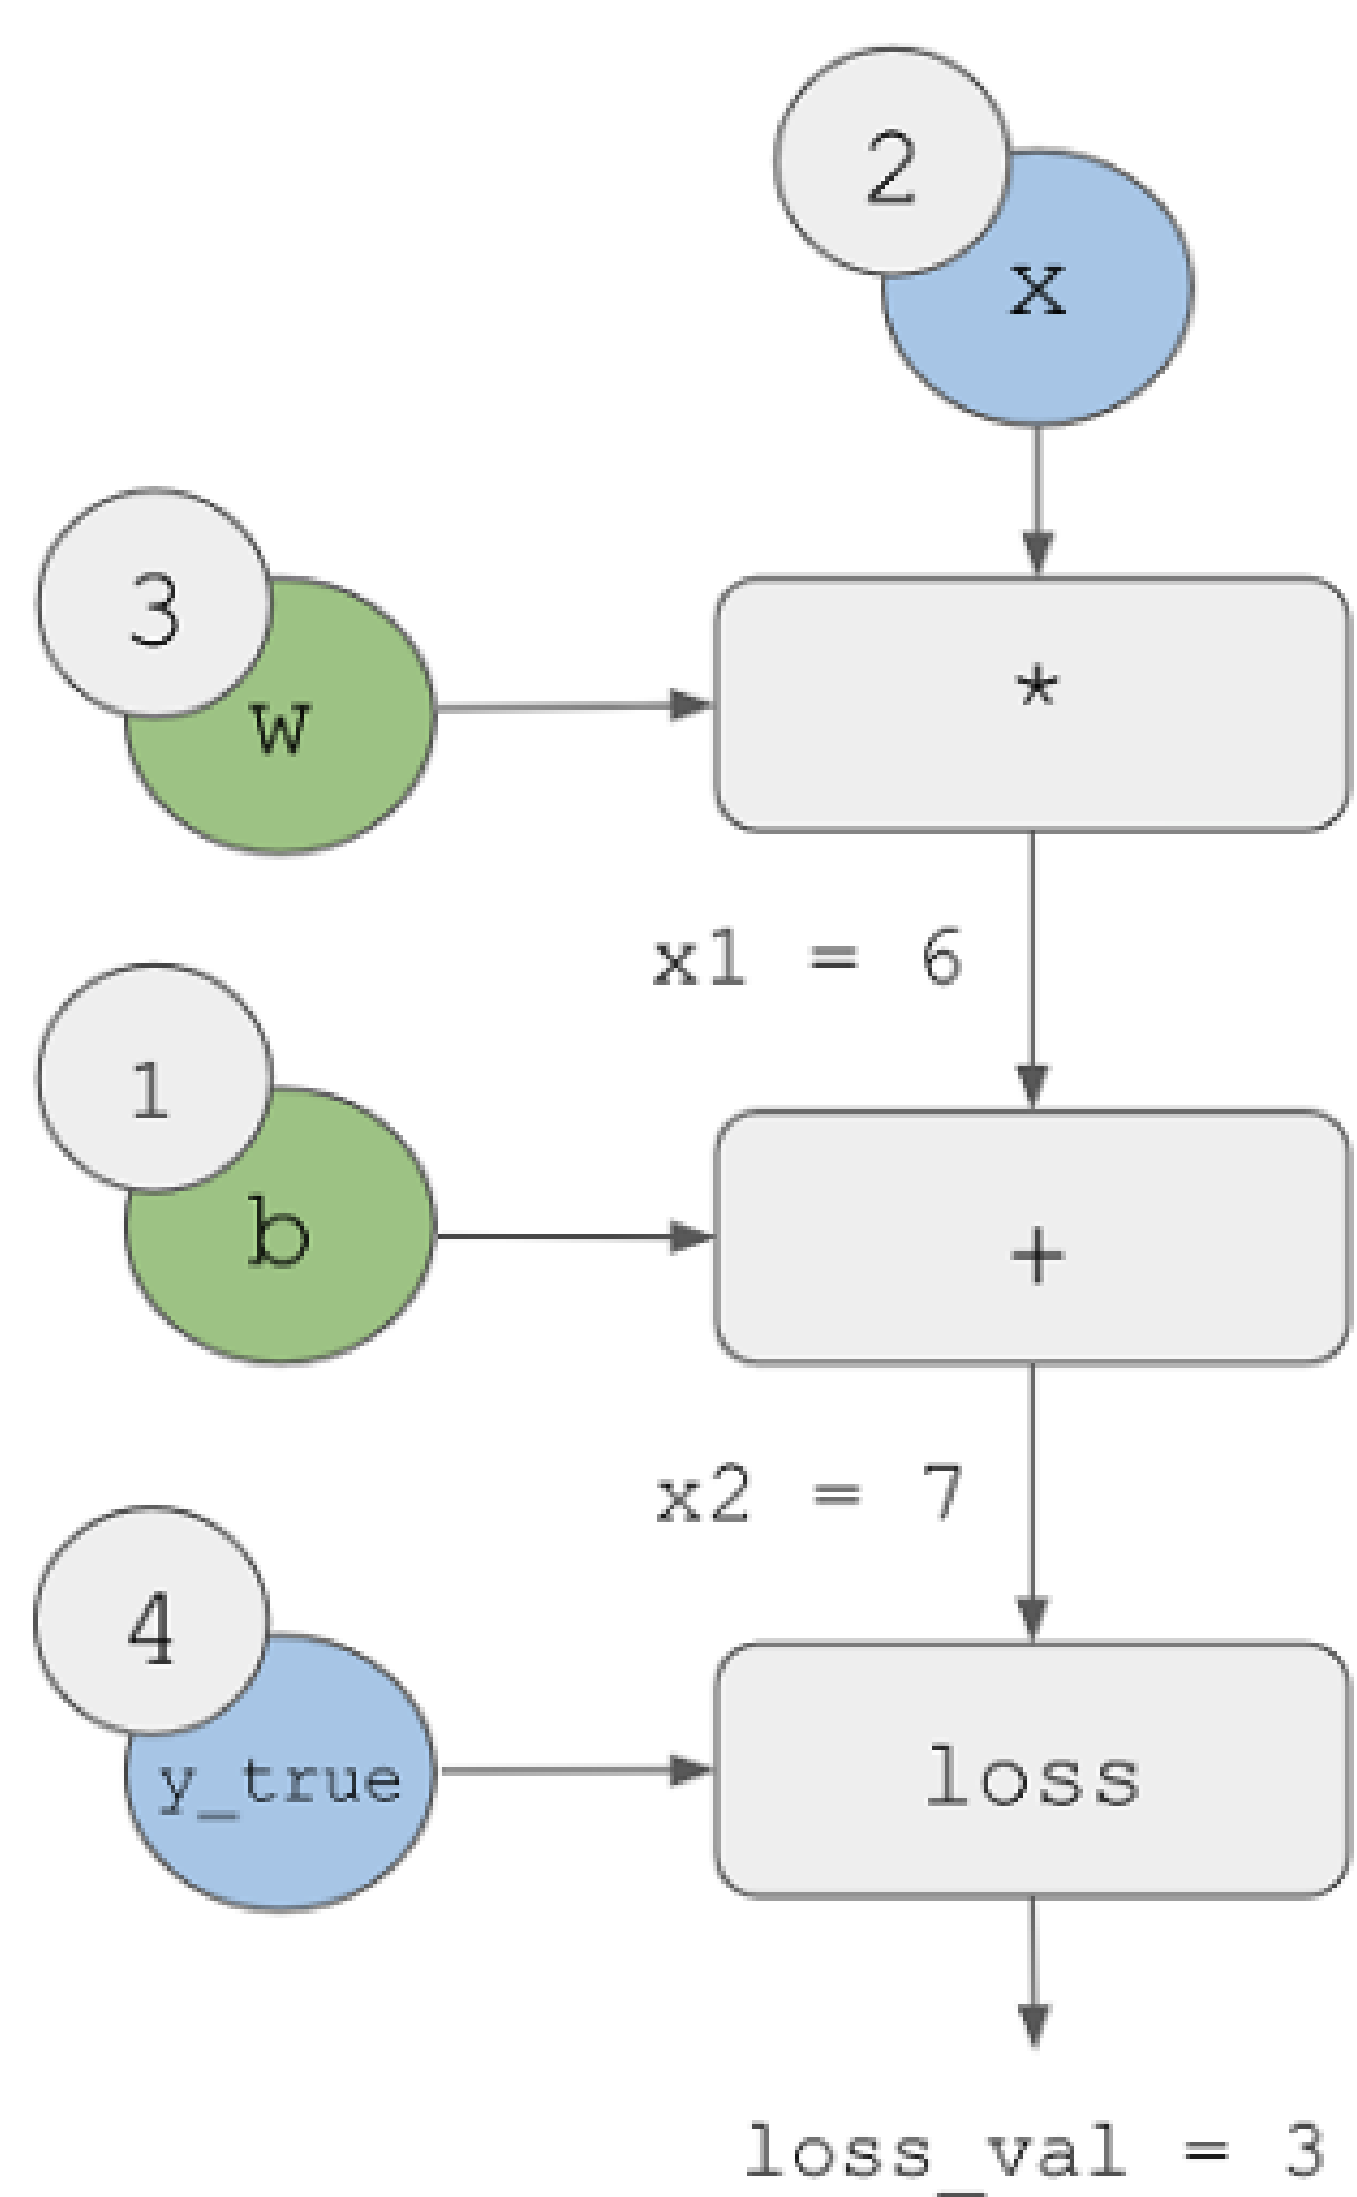 2
x
3
w
*
x1 = 6
1
b
+
x2 = 7
4
y_true
loss
loss_val = 3